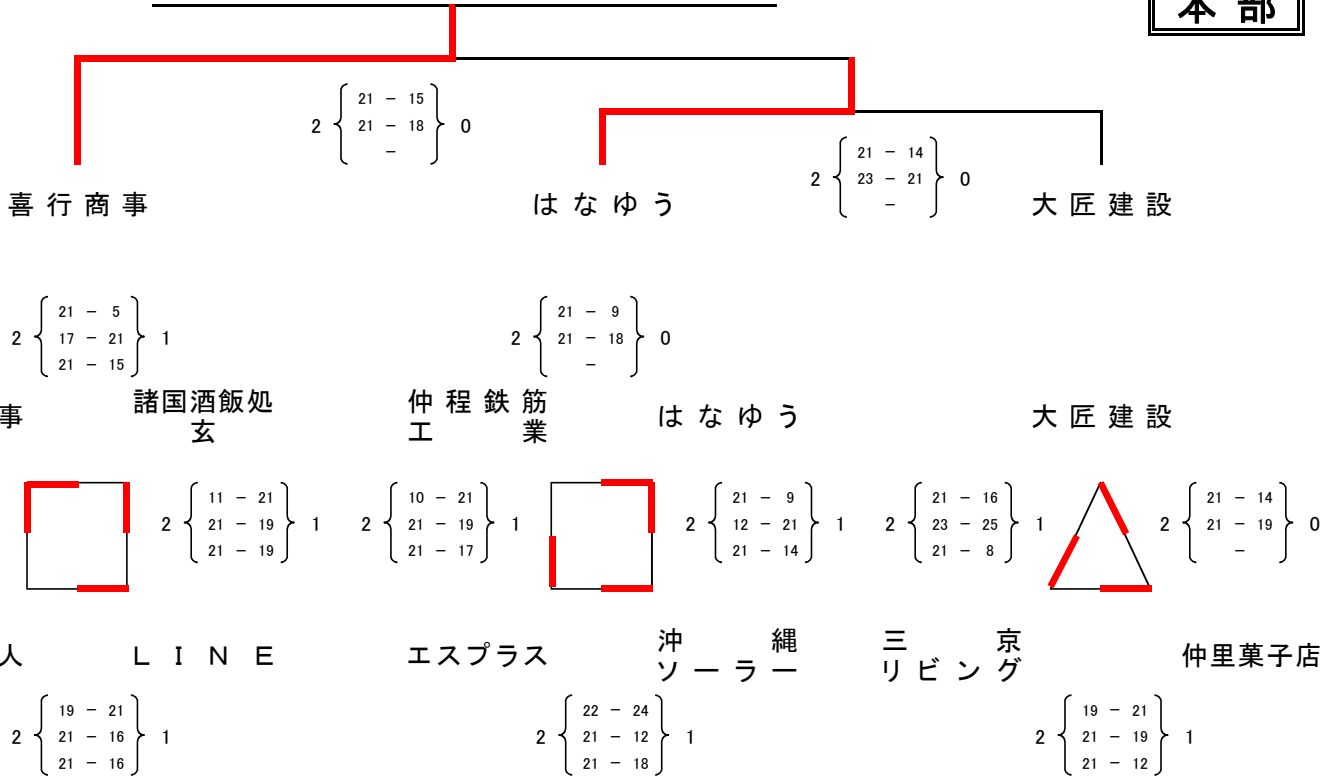 本部
21 － 15
2 21 － 18 0
－
21 － 14
2 23 － 21 0
－
喜行商事 はなゆう 大匠建設
21 － 5
2 17 － 21 1
21 － 15
21 － 9
2 21 － 18 0
－
事
諸国酒飯処
玄
仲程鉄筋
工業
はなゆう
大匠建設
11 － 21
2 21 － 19 1
21 － 19
10 － 21
2 21 － 19 1
21 － 17
21 － 9
2 12 － 21 1
21 － 14
21 － 16
2 23 － 25 1
21 － 8
21 － 14
2 21 － 19 0
－
人
ＬＩＮＥ
エスプラス
沖縄
ソーラー
三京
リビング
仲里菓子店
19 － 21
2 21 － 16 1
21 － 16
22 － 24
2 21 － 12 1
21 － 18
19 － 21
2 21 － 19 1
21 － 12